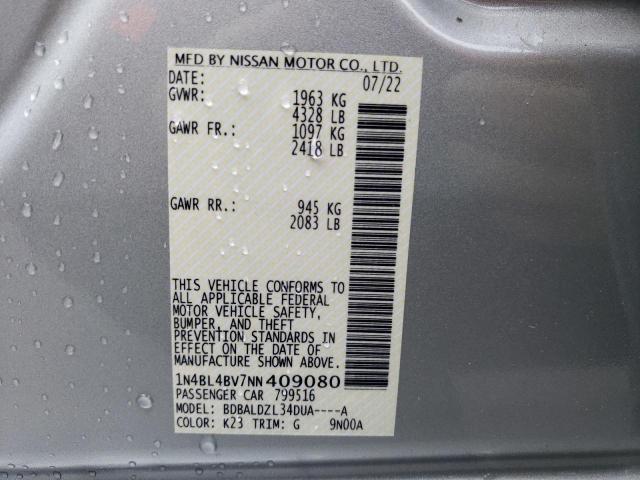 MFD BY NISSAN MOTOR CO., LTD.
DATE: 07/22
GVWR: 1963 KG
4328 LB
GAWR FR.: 1097 KG
2418 LB
GAWR RR.: 945 KG
2083 LB
THIS VEHICLE CONFORMS TO
ALL APPLICABLE FEDERAL
MOTOR VEHICLE SAFETY,
BUMPER, AND THEFT
PREVENTION STANDARDS IN
EFFECT ON THE DATE OF
MANUFACTURE SHOWN ABOVE.
1N4BL4BV7NN409080
PASSENGER CAR 799516
MODEL: BDBALDZL34DUA----A
COLOR: K23 TRIM: G 9N00A